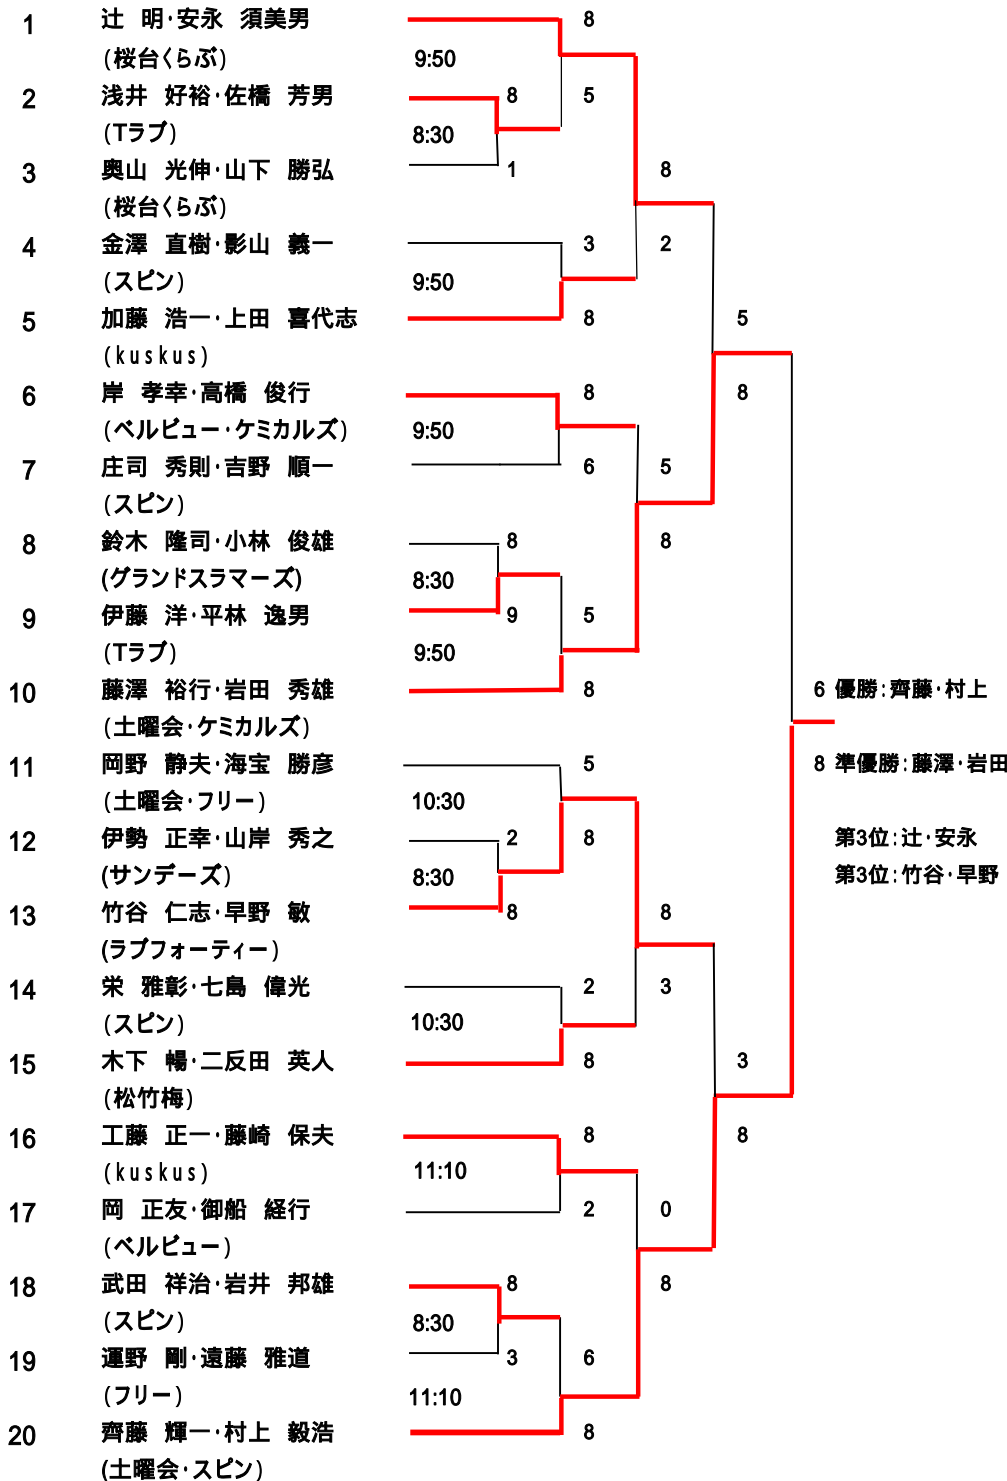 1 辻 明･安永 須美男 8
(桜台くらぶ) 9:50
2 浅井 好裕･佐橋 芳男 8 5
(Tラブ) 8:30
3 奥山 光伸･山下 勝弘 1 8
(桜台くらぶ)
4 金澤 直樹･影山 義一 3 2
(スピン) 9:50
5 加藤 浩一･上田 喜代志 8 5
(kuskus)
6 岸 孝幸･高橋 俊行 8 8
(ベルビュー･ケミカルズ) 9:50
7 庄司 秀則･吉野 順一 6 5
(スピン)
8 鈴木 隆司･小林 俊雄 8 8
(グランドスラマーズ) 8:30
9 伊藤 洋･平林 逸男 9 5
(Tラブ) 9:50
10 藤澤 裕行･岩田 秀雄 8 6 優勝:齊藤･村上
(土曜会･ケミカルズ)
11 岡野 静夫･海宝 勝彦 5 8 準優勝:藤澤･岩田
(土曜会･フリー) 10:30
12 伊勢 正幸･山岸 秀之 2 8 第3位:辻･安永
(サンデーズ) 8:30 第3位:竹谷･早野
13 竹谷 仁志･早野 敏 8 8
(ラブフォーティー)
14 栄 雅彰･七島 偉光 2 3
(スピン) 10:30
15 木下 暢･二反田 英人 8 3
(松竹梅)
16 工藤 正一･藤崎 保夫 8 8
(kuskus) 11:10
17 岡 正友･御船 経行 2 0
(ベルビュー)
18 武田 祥治･岩井 邦雄 8 8
(スピン) 8:30
19 運野 剛･遠藤 雅道 3 6
(フリー) 11:10
20 齊藤 輝一･村上 毅浩 8
(土曜会･スピン)